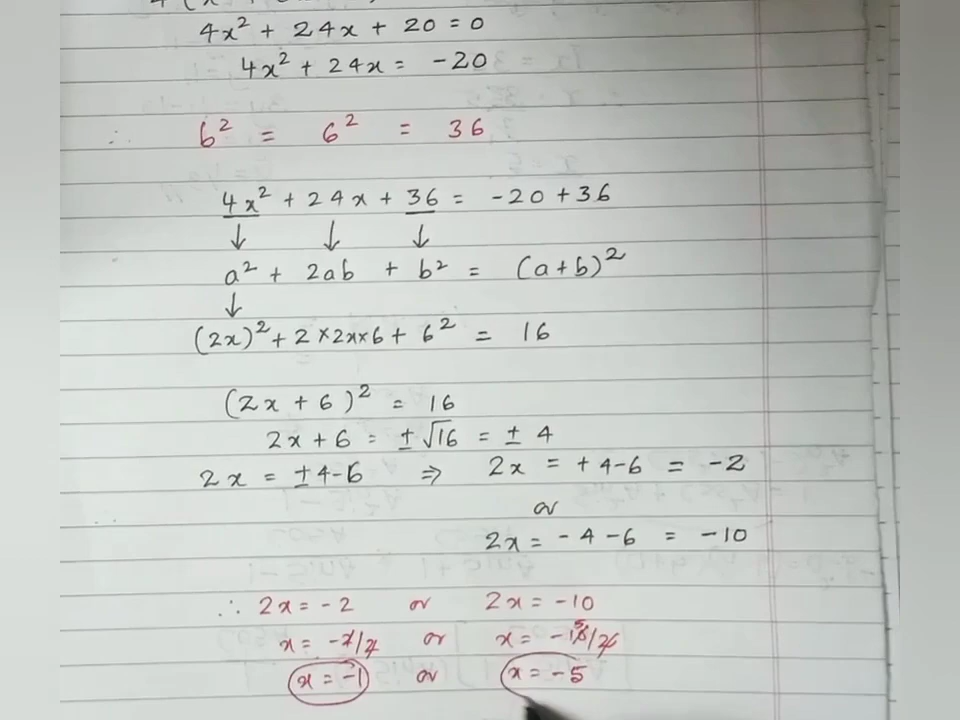 4x² + 24x + 20 = 0
4x² + 24x = -20
∴ b² = 6² = 36
4x² + 24x + 36 = -20 + 36
↓ ↓ ↓
a² + 2ab + b² = (a+b)²
↓
(2x)² + 2×2x×6 + 6² = 16
(2x + 6)² = 16
2x + 6 = ±√16 = ± 4
2x = ±4-6 ⇒ 2x = +4-6 = -2
or
2x = -4-6 = -10
∴ 2x = -2 or 2x = -10
x = -2/2 or x = -10/2 5
x = -1 or x = -5